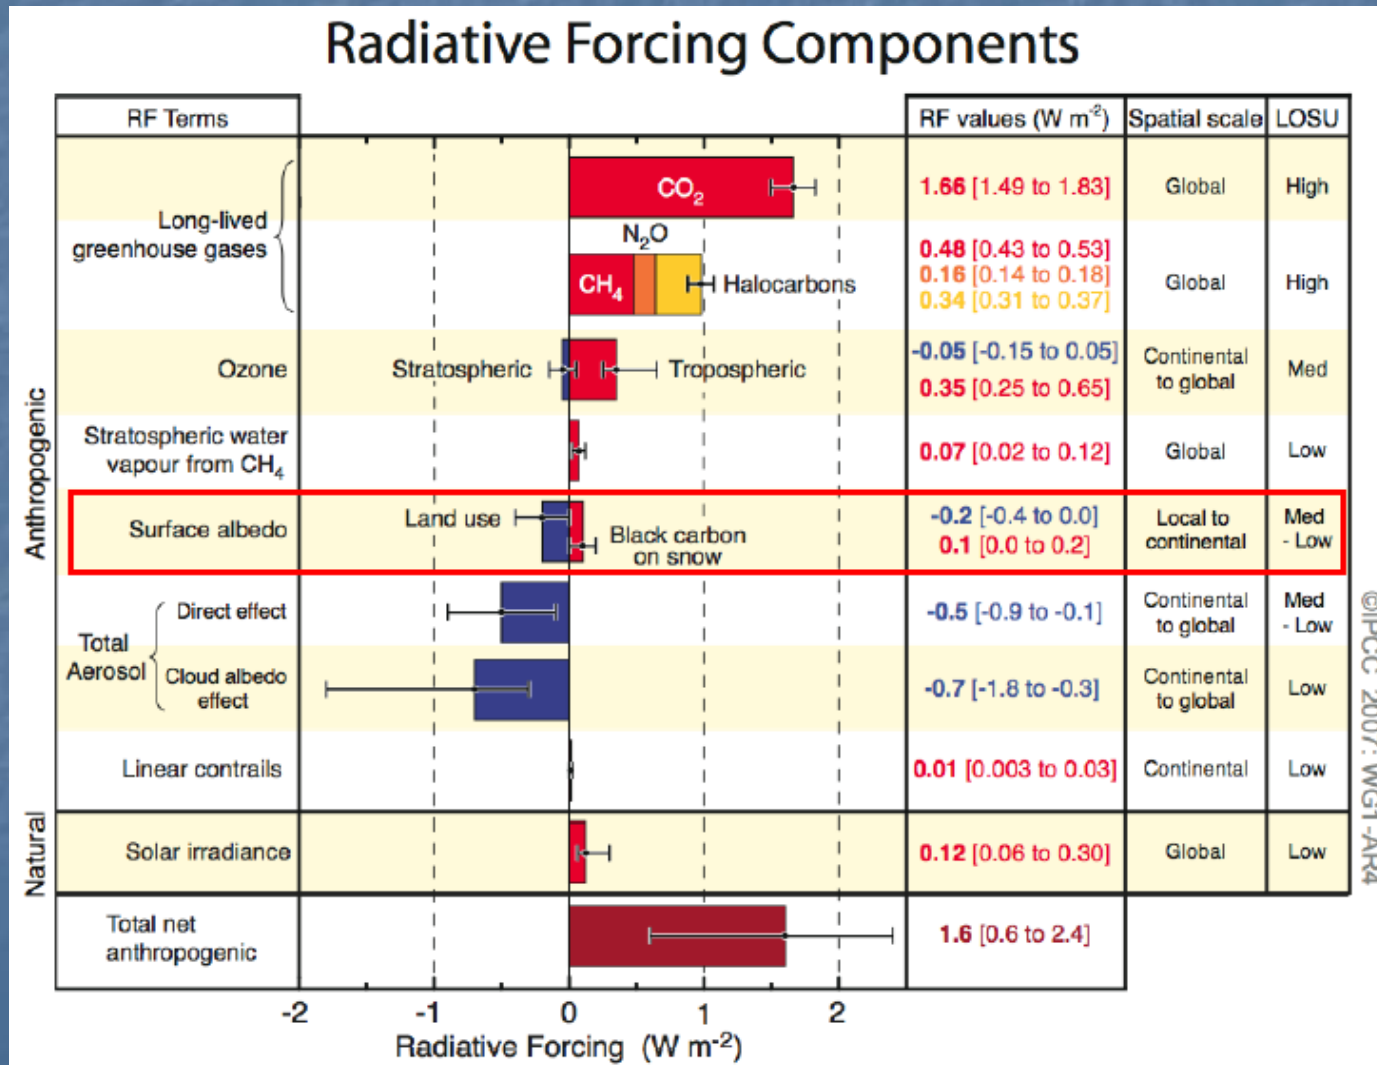 Radiative Forcing Components
RF Terms
RF values (W m-2)
Spatial scale
LOSU
Anthropogenic
Long-lived
greenhouse gases
CO2
1.66 [1.49 to 1.83]
Global
High
N2O
CH4
Halocarbons
0.48 [0.43 to 0.53]
0.16 [0.14 to 0.18]
0.34 [0.31 to 0.37]
Global
High
Ozone
Stratospheric
Tropospheric
-0.05 [-0.15 to 0.05]
0.35 [0.25 to 0.65]
Continental
to global
Med
Stratospheric water
vapour from CH4
0.07 [0.02 to 0.12]
Global
Low
Surface albedo
Land use
Black carbon
on snow
-0.2 [-0.4 to 0.0]
0.1 [0.0 to 0.2]
Local to
continental
Med
- Low
Total
Aerosol
Direct effect
-0.5 [-0.9 to -0.1]
Continental
to global
Med
- Low
Cloud albedo
effect
-0.7 [-1.8 to -0.3]
Continental
to global
Low
Linear contrails
0.01 [0.003 to 0.03]
Continental
Low
Natural
Solar irradiance
0.12 [0.06 to 0.30]
Global
Low
Total net
anthropogenic
1.6 [0.6 to 2.4]
-2 -1 0 1 2
Radiative Forcing (W m-2)
©IPCC 2007: WG1-AR4